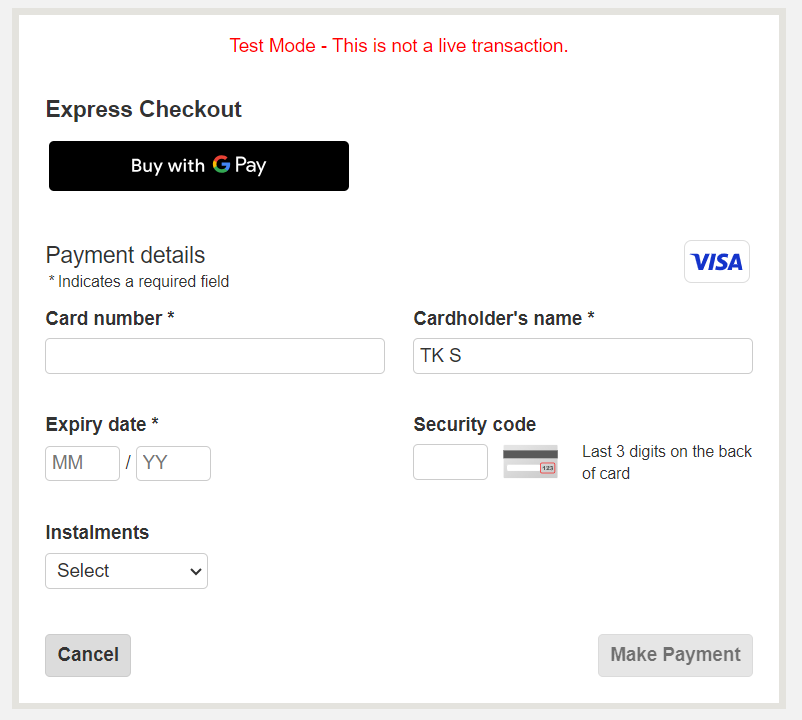 Test Mode - This is not a live transaction.
Express Checkout
Buy with G Pay
Payment details
VISA
* Indicates a required field
Card number *
Cardholder's name *
TK S
Expiry date *
Security code
MM / YY
123
Last 3 digits on the back
of card
Instalments
Select
Cancel
Make Payment